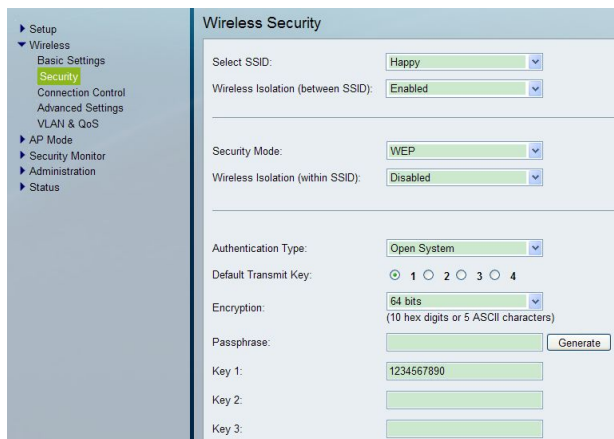 Setup
Wireless
Basic Settings
Security
Connection Control
Advanced Settings
VLAN & QoS
AP Mode
Security Monitor
Administration
Status
Wireless Security
Select SSID: Happy
Wireless Isolation (between SSID): Enabled
Security Mode: WEP
Wireless Isolation (within SSID): Disabled
Authentication Type: Open System
Default Transmit Key: 1 2 3 4
Encryption: 64 bits
(10 hex digits or 5 ASCII characters)
Passphrase: Generate
Key 1: 1234567890
Key 2:
Key 3: